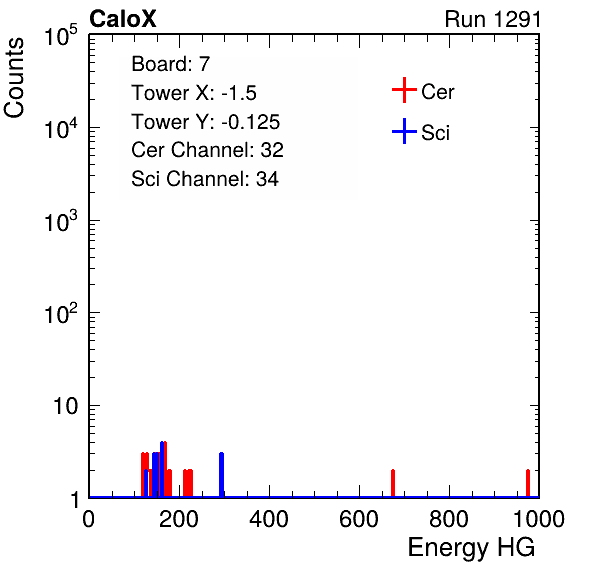 CaloX Run 1291
Counts
Board: 7
Tower X: -1.5
Tower Y: -0.125
Cer Channel: 32
Sci Channel: 34
Cer
Sci
10^5
10^4
10^3
10^2
10
1
0 200 400 600 800 1000
Energy HG